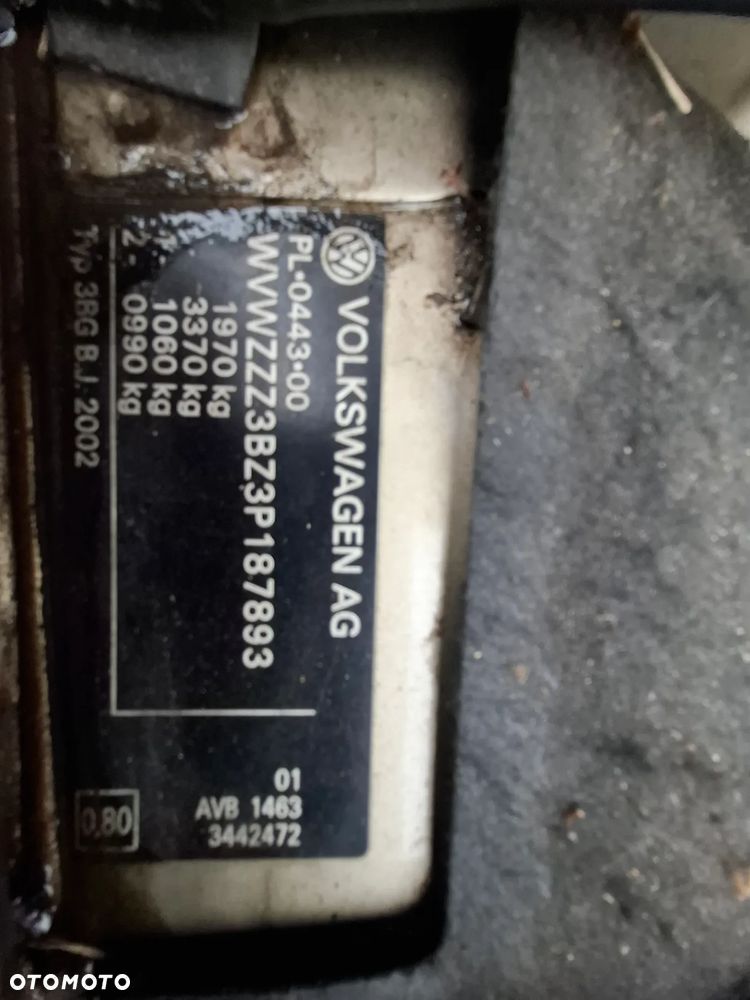 VOLKSWAGEN AG
PL•0443•00
WVWZZZ3BZ3P187893
1970 kg
3370 kg
1 - 1060 kg
2 - 0990 kg
Typ 3BG B.J. 2002
01
AVB 1463
3442472
0.80
OTOMOTO